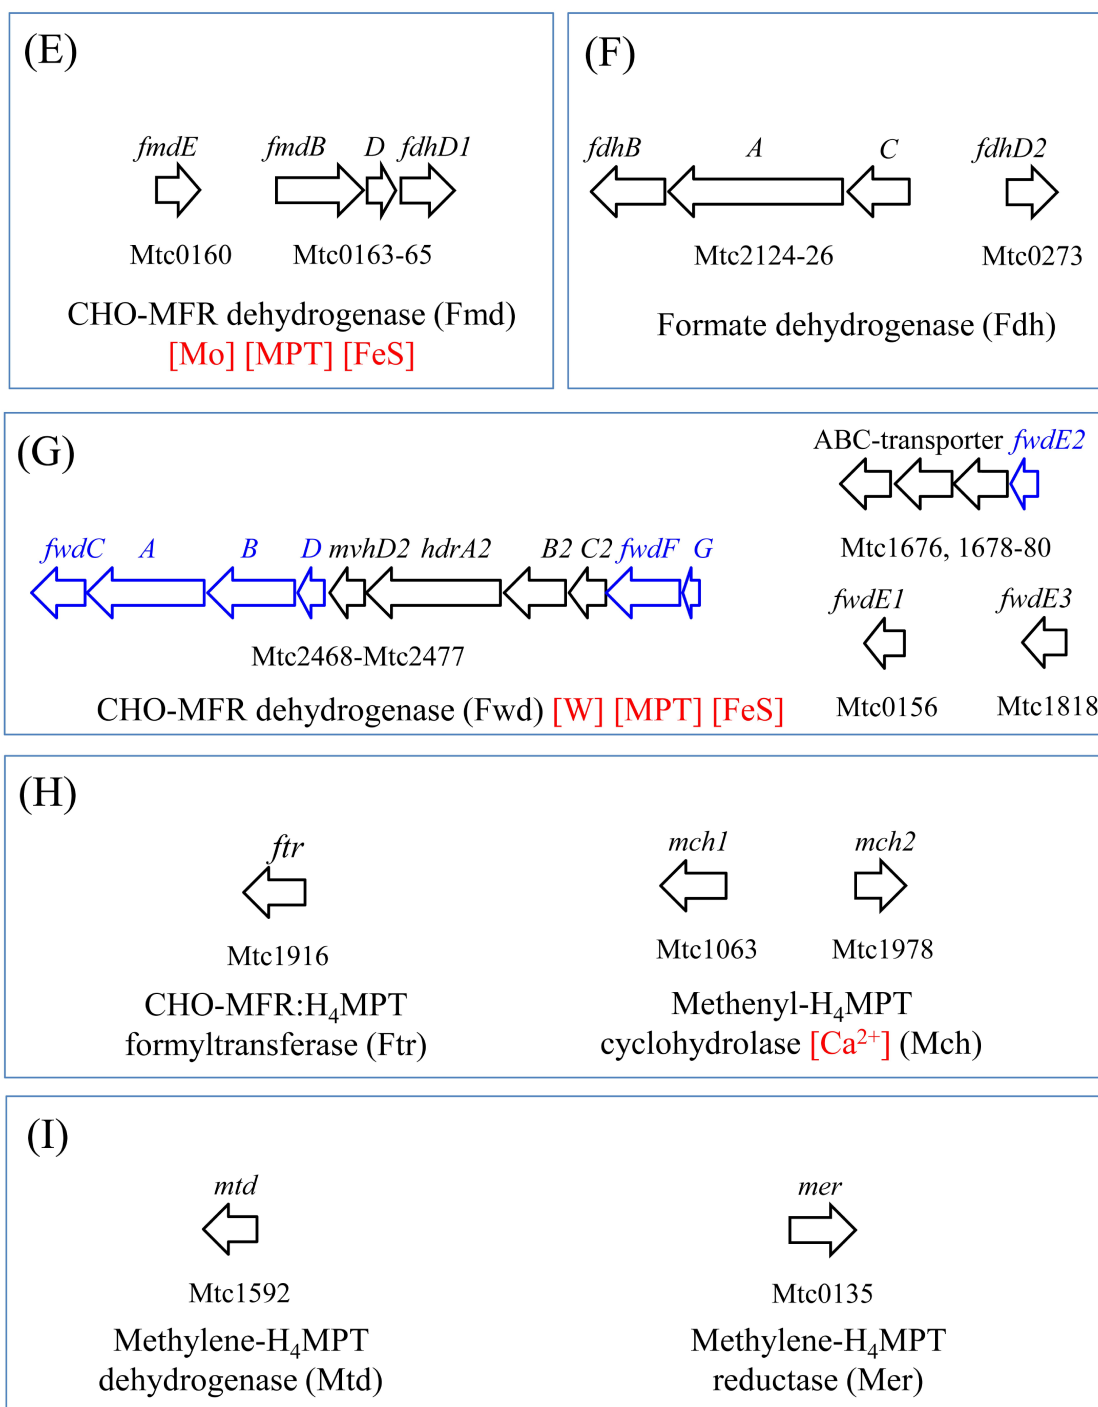 (E)
fmdE fmdB D fdhD1
Mtc0160 Mtc0163-65
CHO-MFR dehydrogenase (Fmd)
[Mo] [MPT] [FeS]
(F)
fdhB A C fdhD2
Mtc2124-26 Mtc0273
Formate dehydrogenase (Fdh)
(G)
ABC-transporter fwdE2
Mtc1676, 1678-80
fwdC A B D mvhD2 hdrA2 B2 C2 fwdF G
Mtc2468-Mtc2477
fwdE1 fwdE3
Mtc0156 Mtc1818
CHO-MFR dehydrogenase (Fwd) [W] [MPT] [FeS]
(H)
ftr
Mtc1916
CHO-MFR:H₄MPT
formyltransferase (Ftr)
mch1 mch2
Mtc1063 Mtc1978
Methenyl-H₄MPT
cyclohydrolase [Ca²⁺] (Mch)
(I)
mtd
Mtc1592
Methylene-H₄MPT
dehydrogenase (Mtd)
mer
Mtc0135
Methylene-H₄MPT
reductase (Mer)